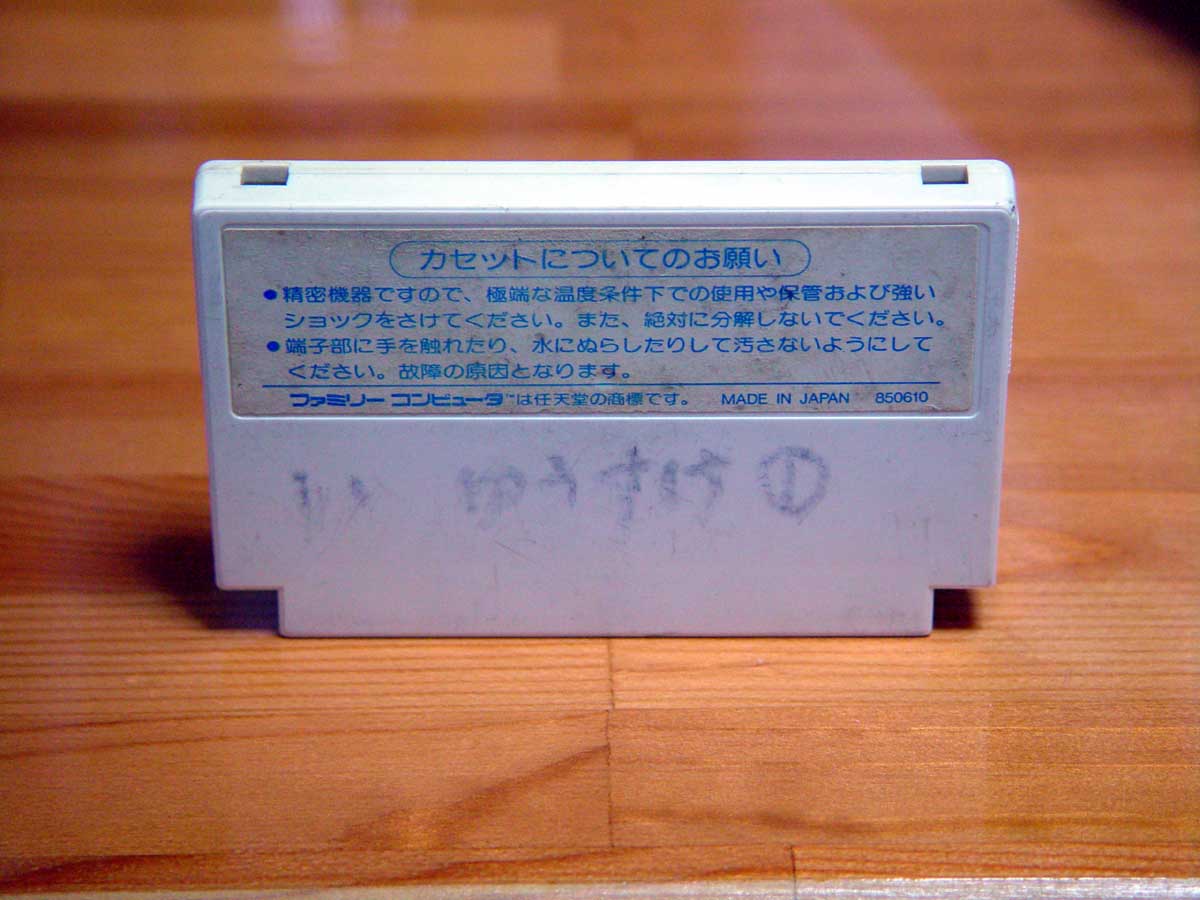 カセットについてのお願い
●精密機器ですので、極端な温度条件下での使用や保管および強い
ショックをさけてください。また、絶対に分解しないでください。
●端子部に手を触れたり、水にぬらしたりして汚さないようにして
ください。故障の原因となります。
ファミリー コンピュータ™は任天堂の商標です。 MADE IN JAPAN 850610
ゆうすけ ①